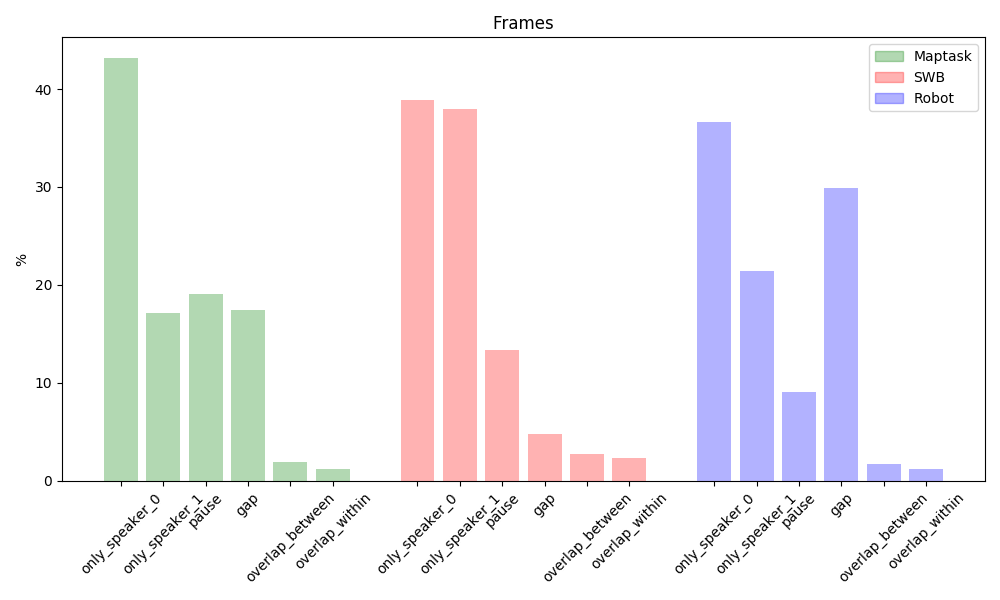 Frames
Maptask
SWB
Robot
%
40
30
20
10
0
only_speaker_0
only_speaker_1
pause
gap
overlap_between
overlap_within
only_speaker_0
only_speaker_1
pause
gap
overlap_between
overlap_within
only_speaker_0
only_speaker_1
pause
gap
overlap_between
overlap_within